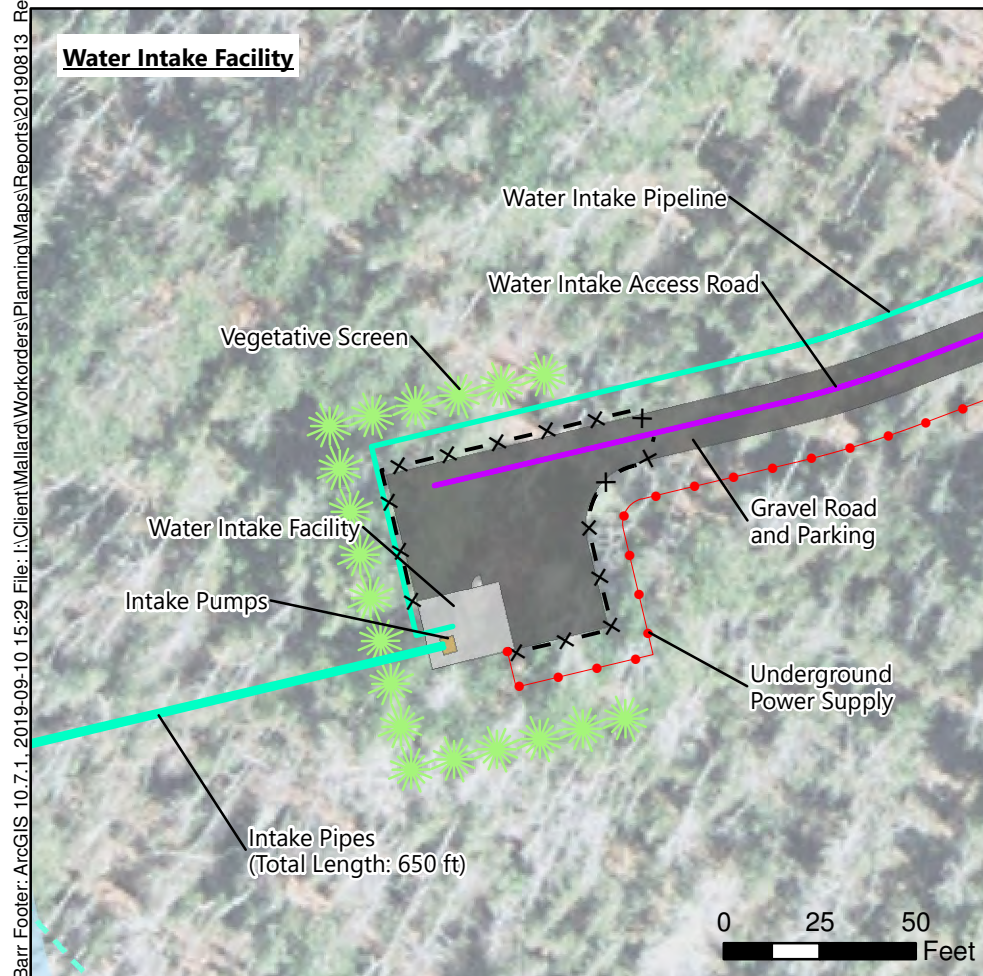 Water Intake Facility
Water Intake Pipeline
Water Intake Access Road
Vegetative Screen
Water Intake Facility
Gravel Road
and Parking
Intake Pumps
Underground
Power Supply
Intake Pipes
(Total Length: 650 ft)
0 25 50
Feet
Barr Footer: ArcGIS 10.7.1, 2019-09-10 15:29 File: I:\Client\Mallard\Workorders\Planning\Maps\Reports\20190813 Re